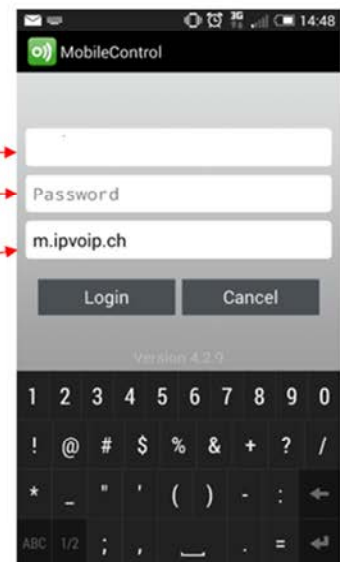 3G 14:48
MobileControl
Password
m.ipvoip.ch
Login Cancel
Version 4.2.9
1 2 3 4 5 6 7 8 9 0
! @ # $ % & + ? /
* _ " ' ( ) - :
ABC 1/2 ; , . =